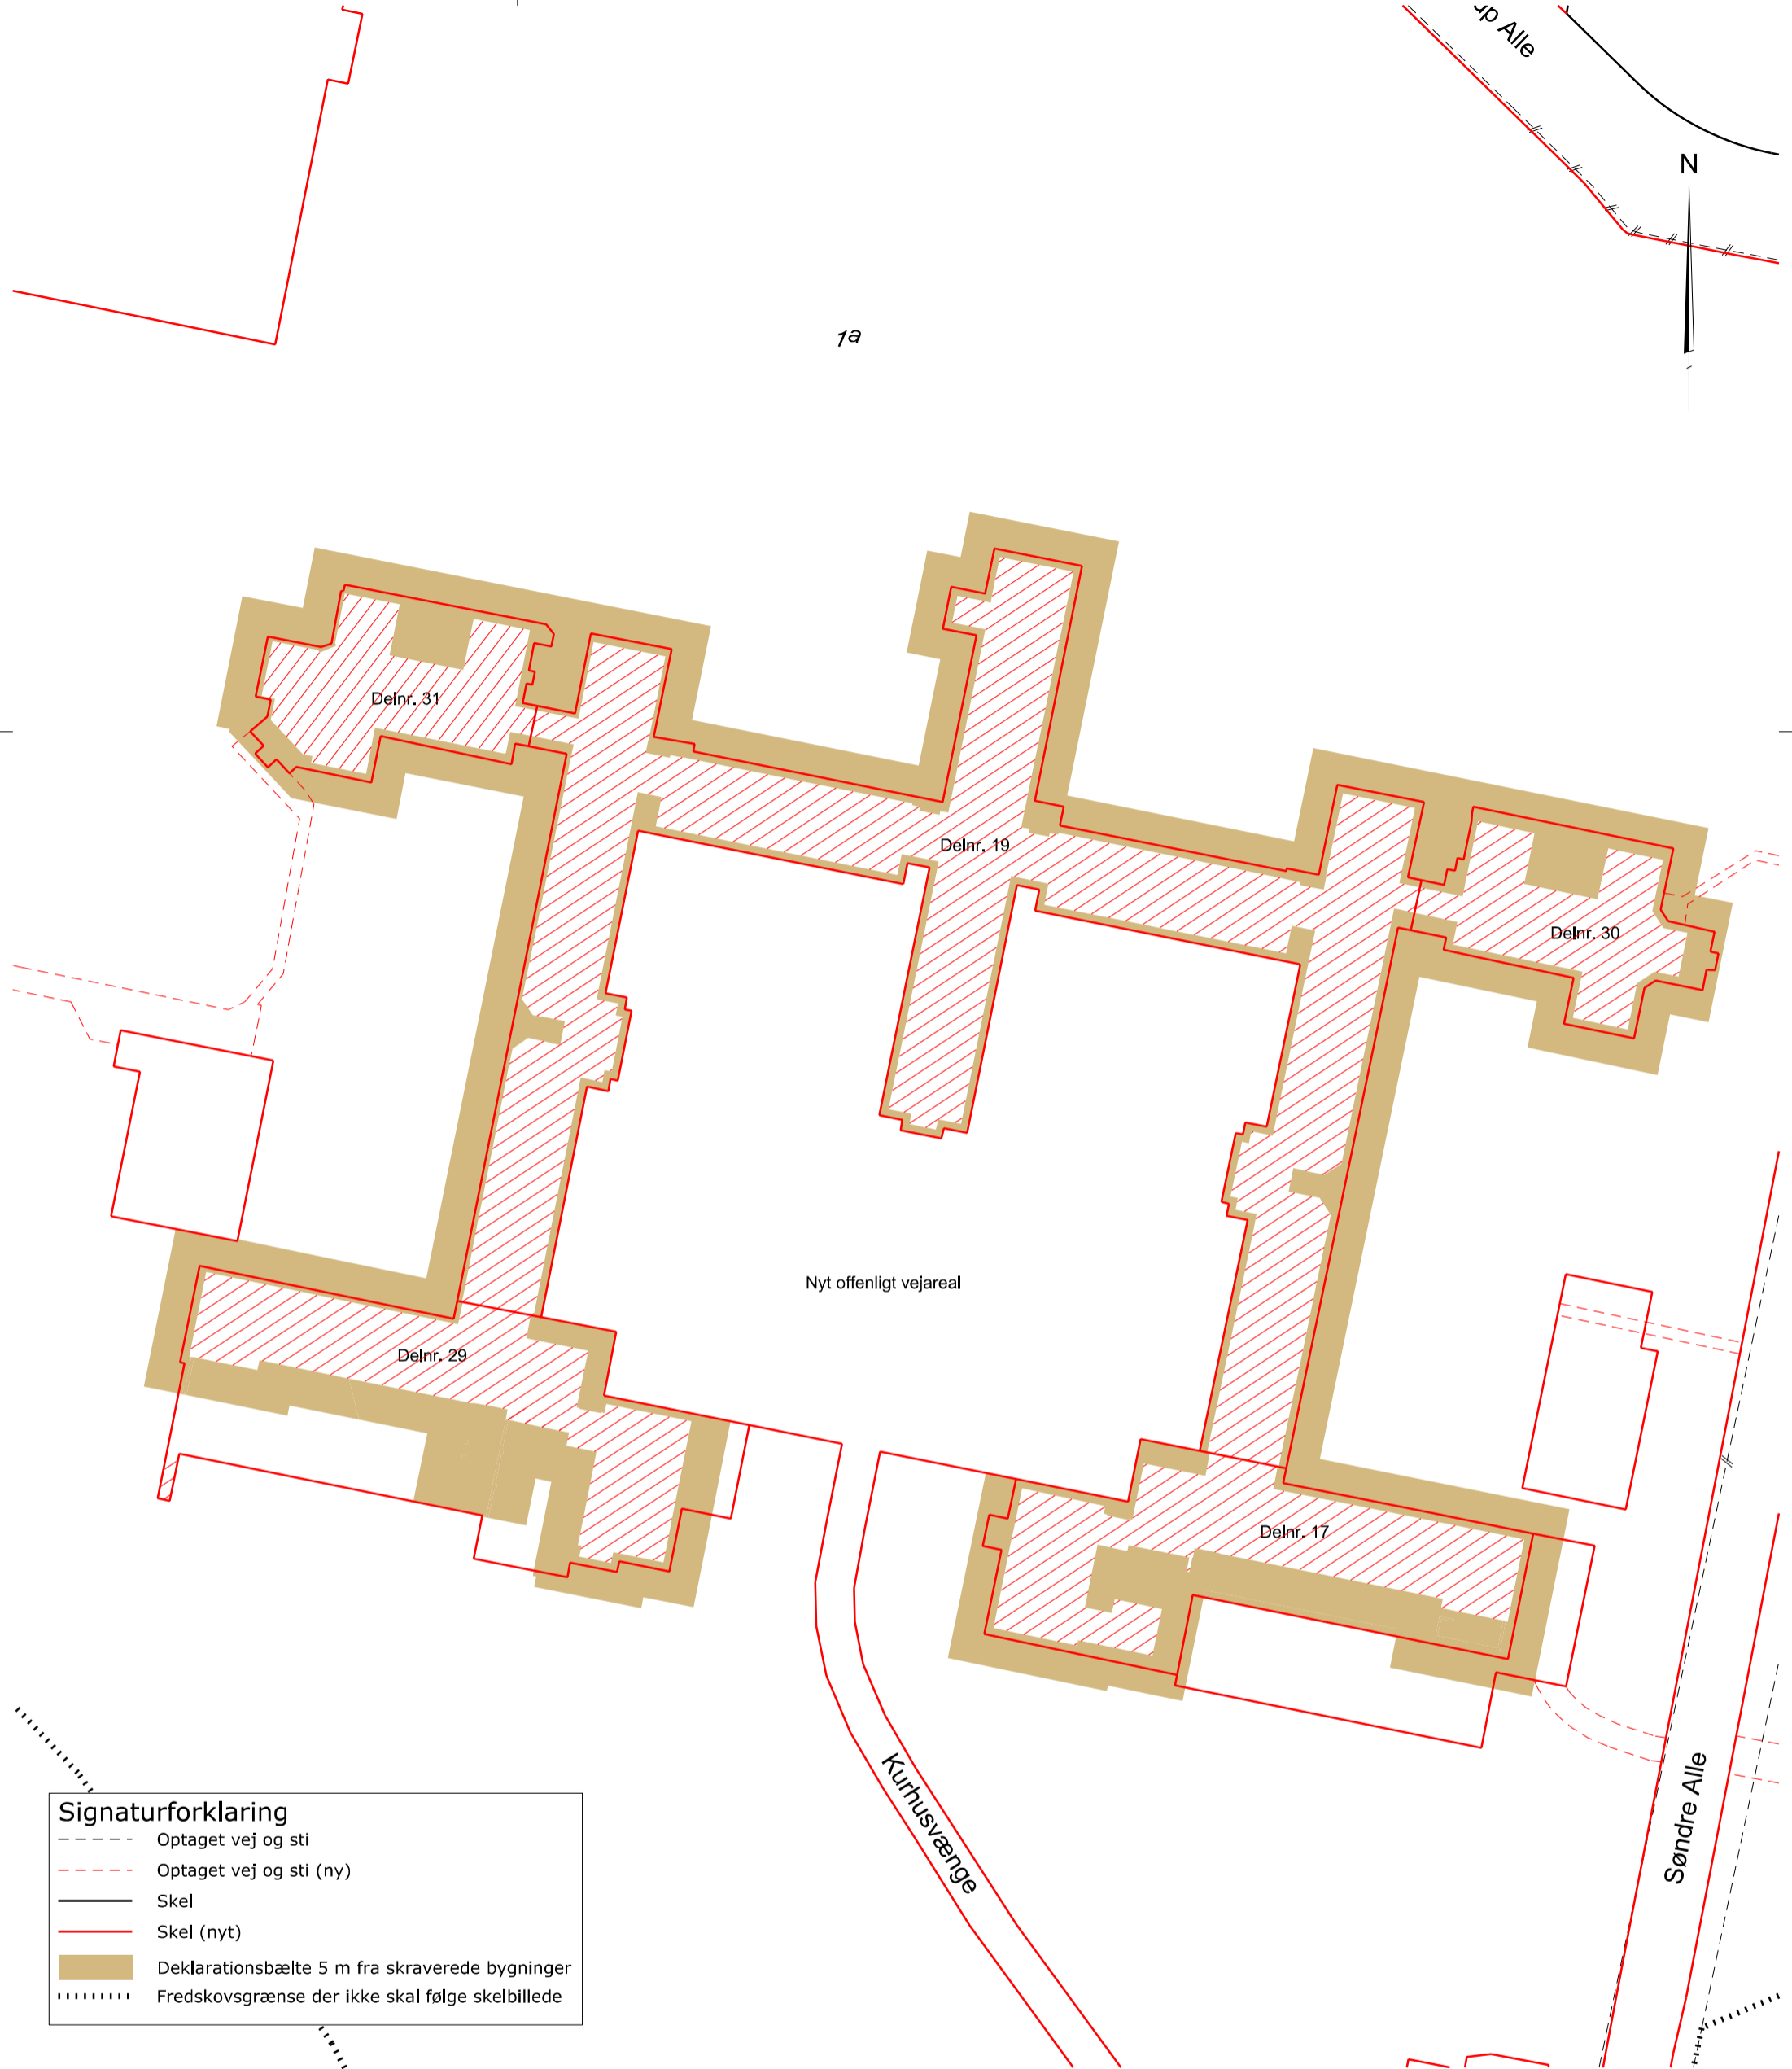 Alle
N
1a
Delnr. 31
Delnr. 19
Delnr. 30
Nyt offentligt vejareal
Delnr. 29
Delnr. 17
Kurhusvænge
Søndre Alle
Signaturforklaring
Optaget vej og sti
Optaget vej og sti (ny)
Skel
Skel (nyt)
Deklarationsbælte 5 m fra skraverede bygninger
Fredskovsgrænse der ikke skal følge skelbillede